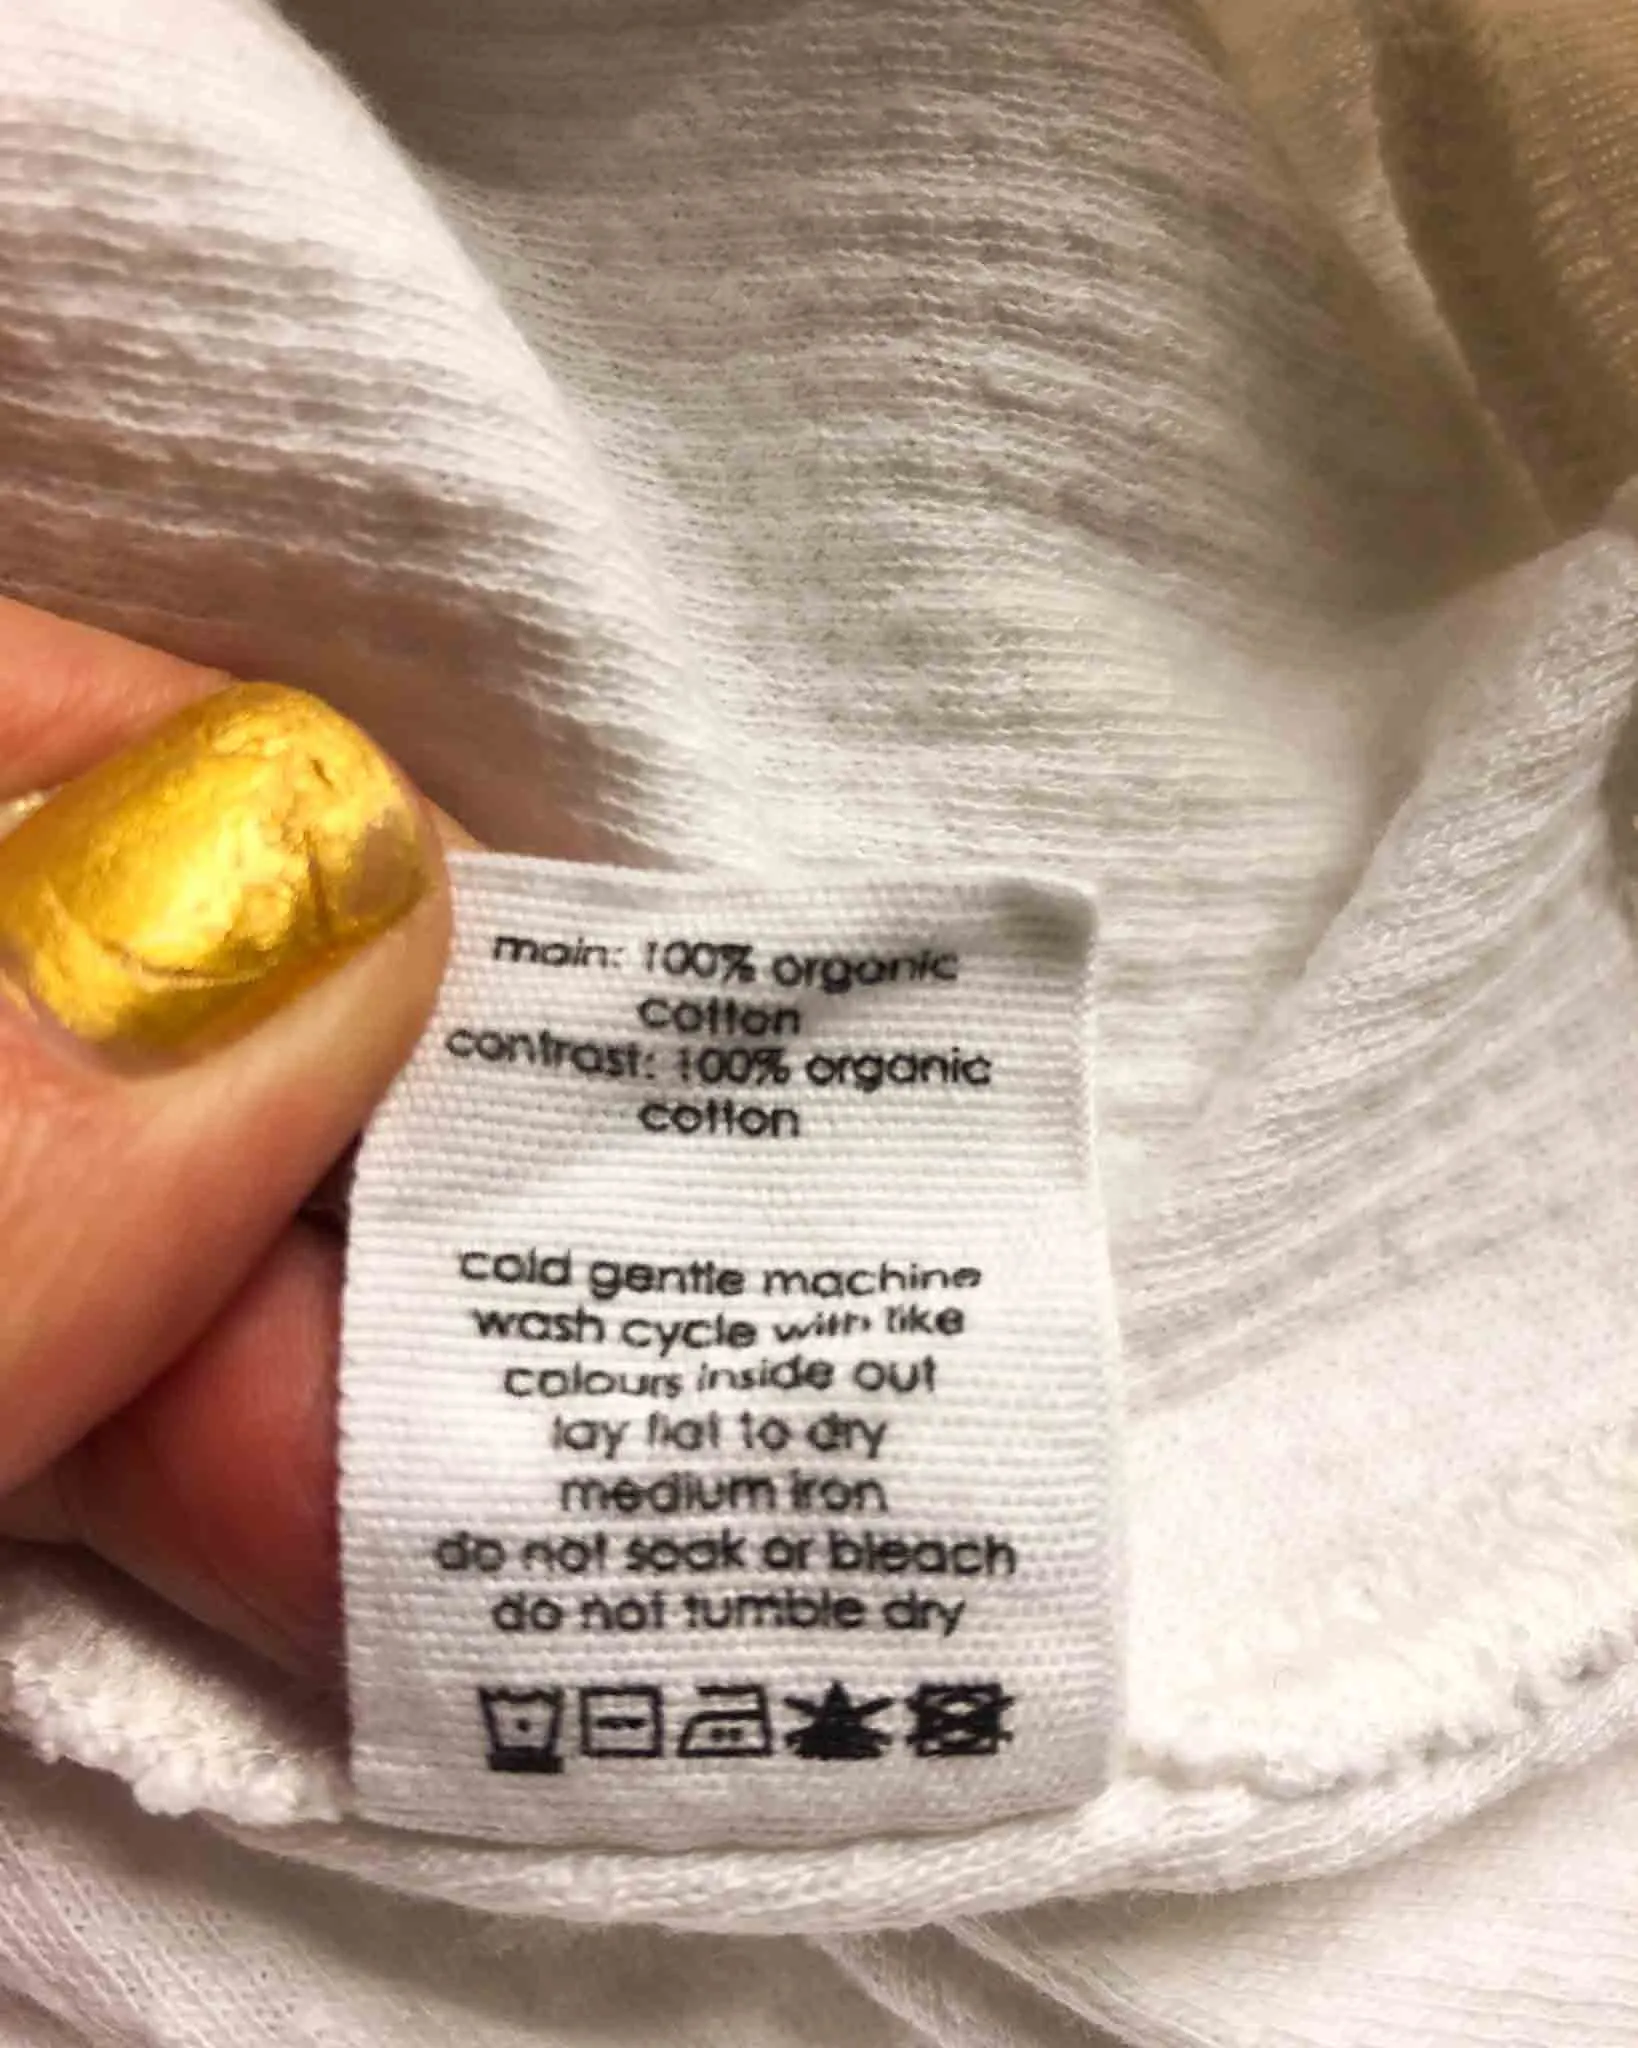 main: 100% organic
cotton
contrast: 100% organic
cotton
cold gentle machine
wash cycle with like
colours inside out
lay flat to dry
medium iron
do not soak or bleach
do not tumble dry